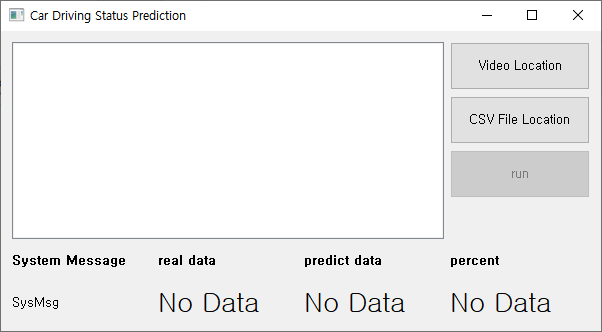 Car Driving Status Prediction
Video Location
CSV File Location
run
System Message real data predict data percent
SysMsg No Data No Data No Data